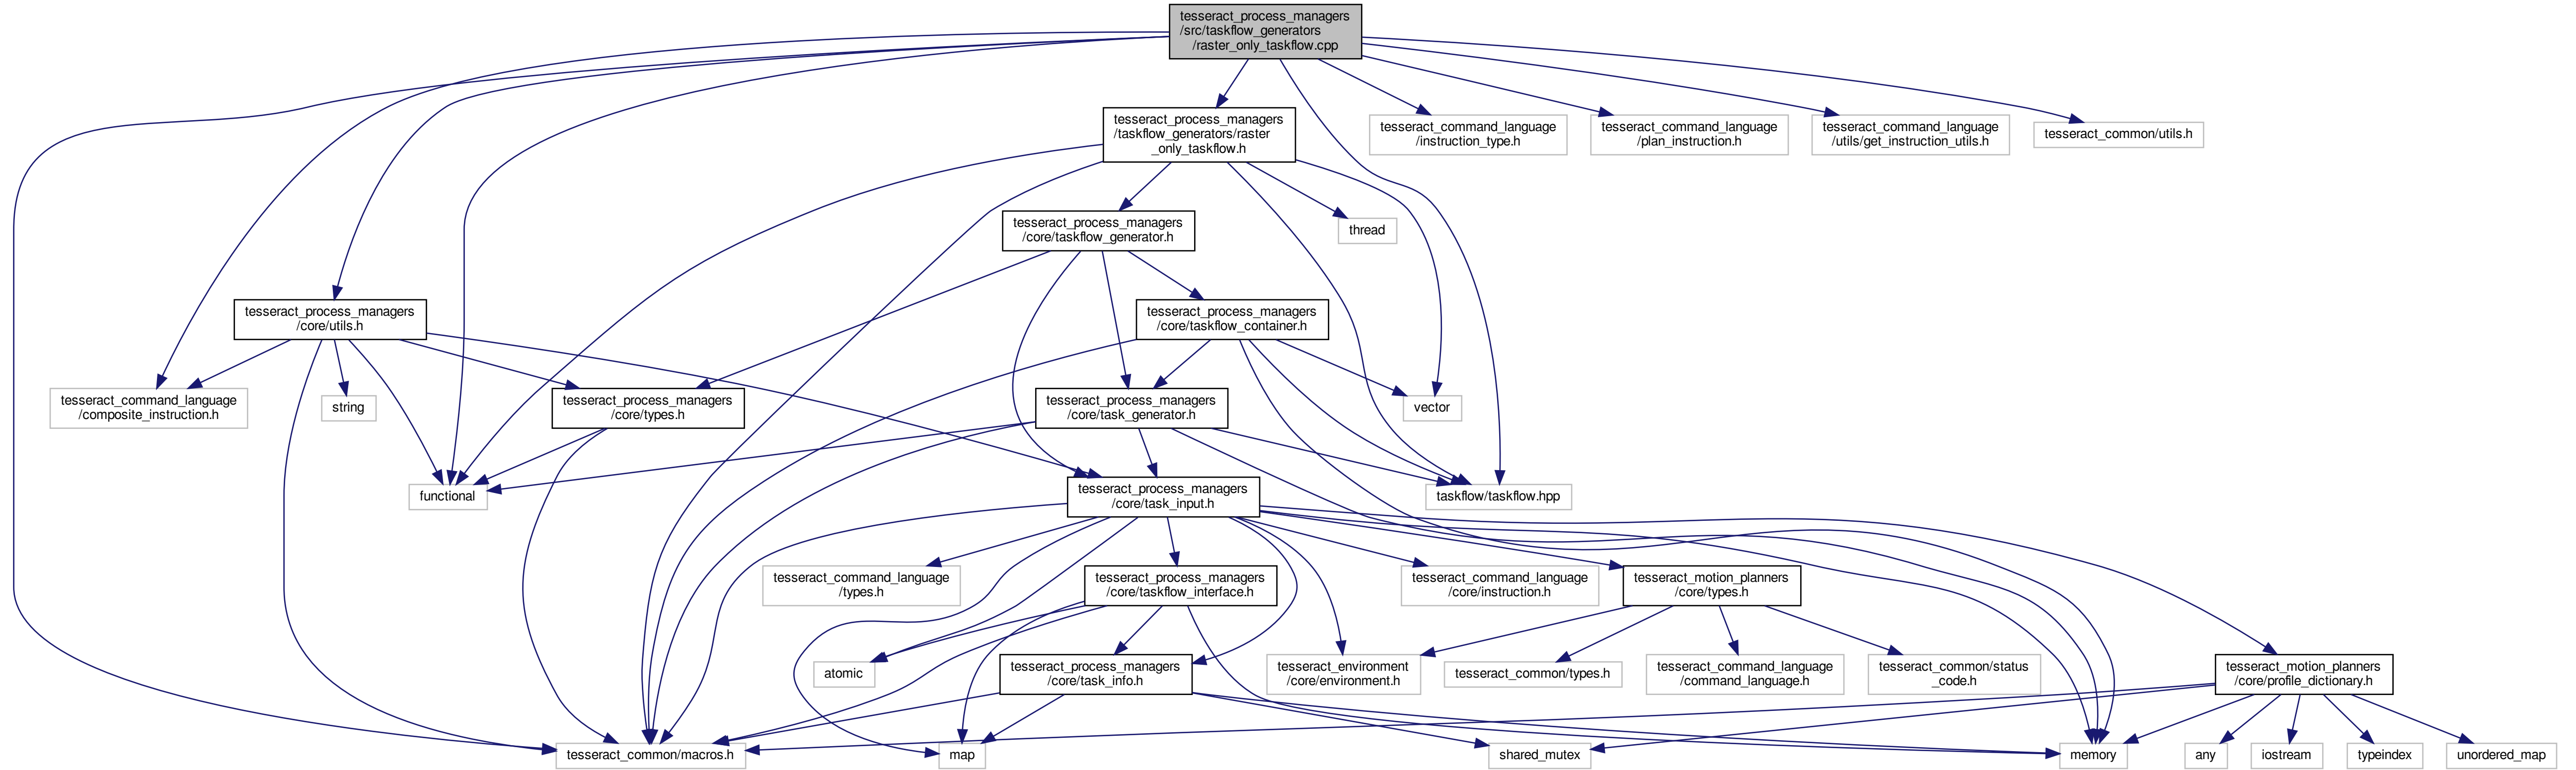 tesseract_process_managers
/src/taskflow_generators
/raster_only_taskflow.cpp
tesseract_process_managers
/taskflow_generators/raster
_only_taskflow.h
tesseract_command_language
/instruction_type.h
tesseract_command_language
/plan_instruction.h
tesseract_command_language
/utils/get_instruction_utils.h
tesseract_common/utils.h
tesseract_process_managers
/core/taskflow_generator.h
thread
tesseract_process_managers
/core/utils.h
tesseract_process_managers
/core/taskflow_container.h
tesseract_command_language
/composite_instruction.h
string
tesseract_process_managers
/core/types.h
tesseract_process_managers
/core/task_generator.h
vector
functional
tesseract_process_managers
/core/task_input.h
taskflow/taskflow.hpp
tesseract_command_language
/types.h
tesseract_process_managers
/core/taskflow_interface.h
tesseract_command_language
/core/instruction.h
tesseract_motion_planners
/core/types.h
atomic
tesseract_process_managers
/core/task_info.h
tesseract_environment
/core/environment.h
tesseract_common/types.h
tesseract_command_language
/command_language.h
tesseract_common/status
_code.h
tesseract_motion_planners
/core/profile_dictionary.h
tesseract_common/macros.h
map
shared_mutex
memory
any
iostream
typeindex
unordered_map